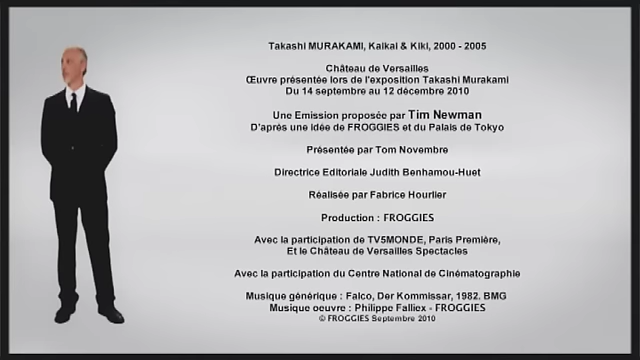 Takashi MURAKAMI, Kaikai & Kiki, 2000 - 2005
Château de Versailles
Œuvre présentée lors de l'exposition Takashi Murakami
Du 14 septembre au 12 décembre 2010
Une Emission proposée par Tim Newman
D'après une idée de FROGGIES et du Palais de Tokyo
Présentée par Tom Novembre
Directrice Editoriale Judith Benhamou-Huet
Réalisée par Fabrice Hourlier
Production : FROGGIES
Avec la participation de TV5MONDE, Paris Première,
Et le Château de Versailles Spectacles
Avec la participation du Centre National de Cinématographie
Musique générique : Falco, Der Kommissar, 1982. BMG
Musique oeuvre : Philippe Falliex - FROGGIES
© FROGGIES Septembre 2010